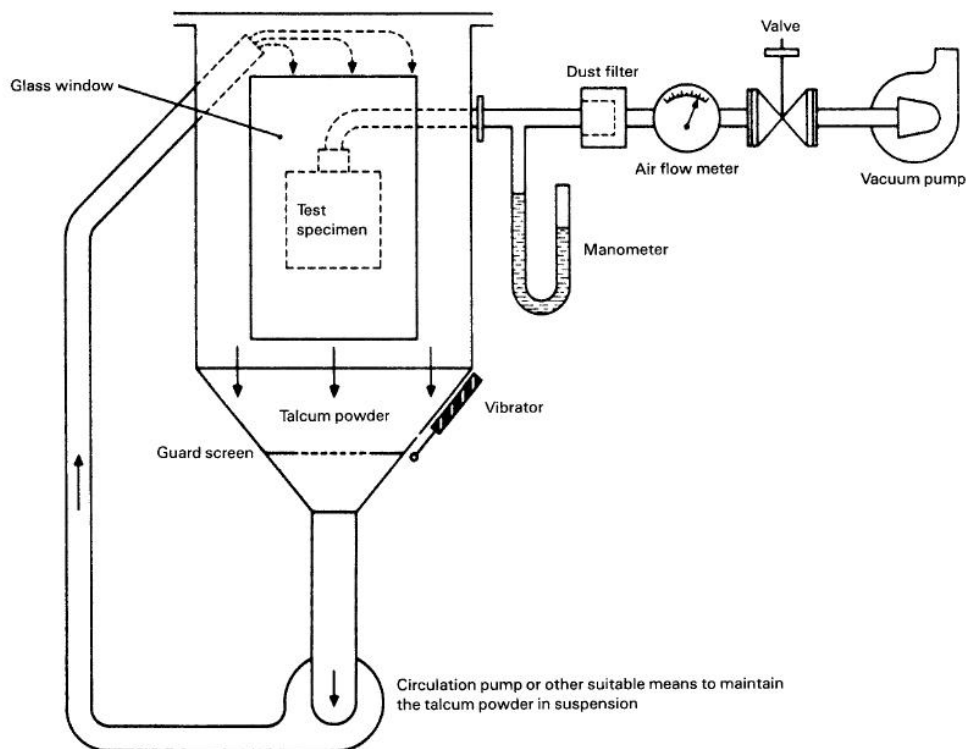 Valve
Glass window
Dust filter
Air flow meter
Vacuum pump
Test
specimen
Manometer
Talcum powder
Vibrator
Guard screen
Circulation pump or other suitable means to maintain
the talcum powder in suspension